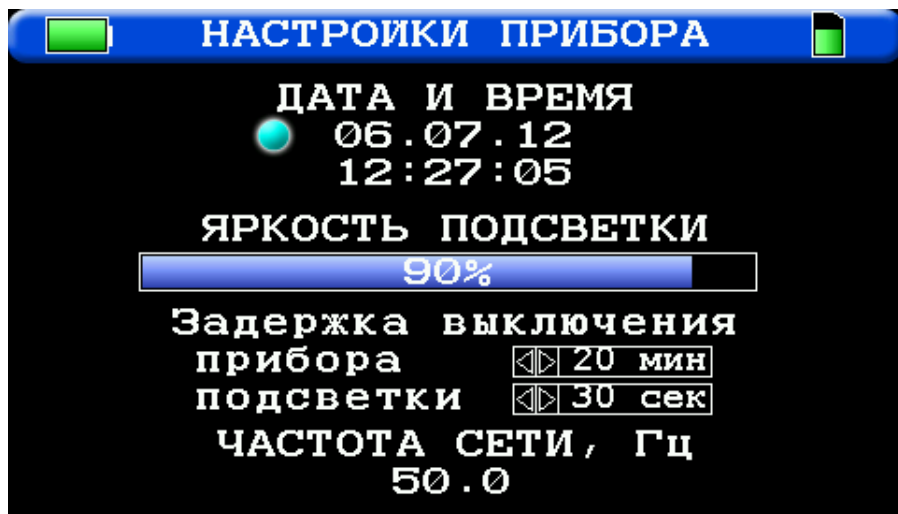 НАСТРОЙКИ ПРИБОРА
ДАТА И ВРЕМЯ
06.07.12
12:27:05
ЯРКОСТЬ ПОДСВЕТКИ
90%
Задержка выключения
прибора 20 мин
подсветки 30 сек
ЧАСТОТА СЕТИ, Гц
50.0